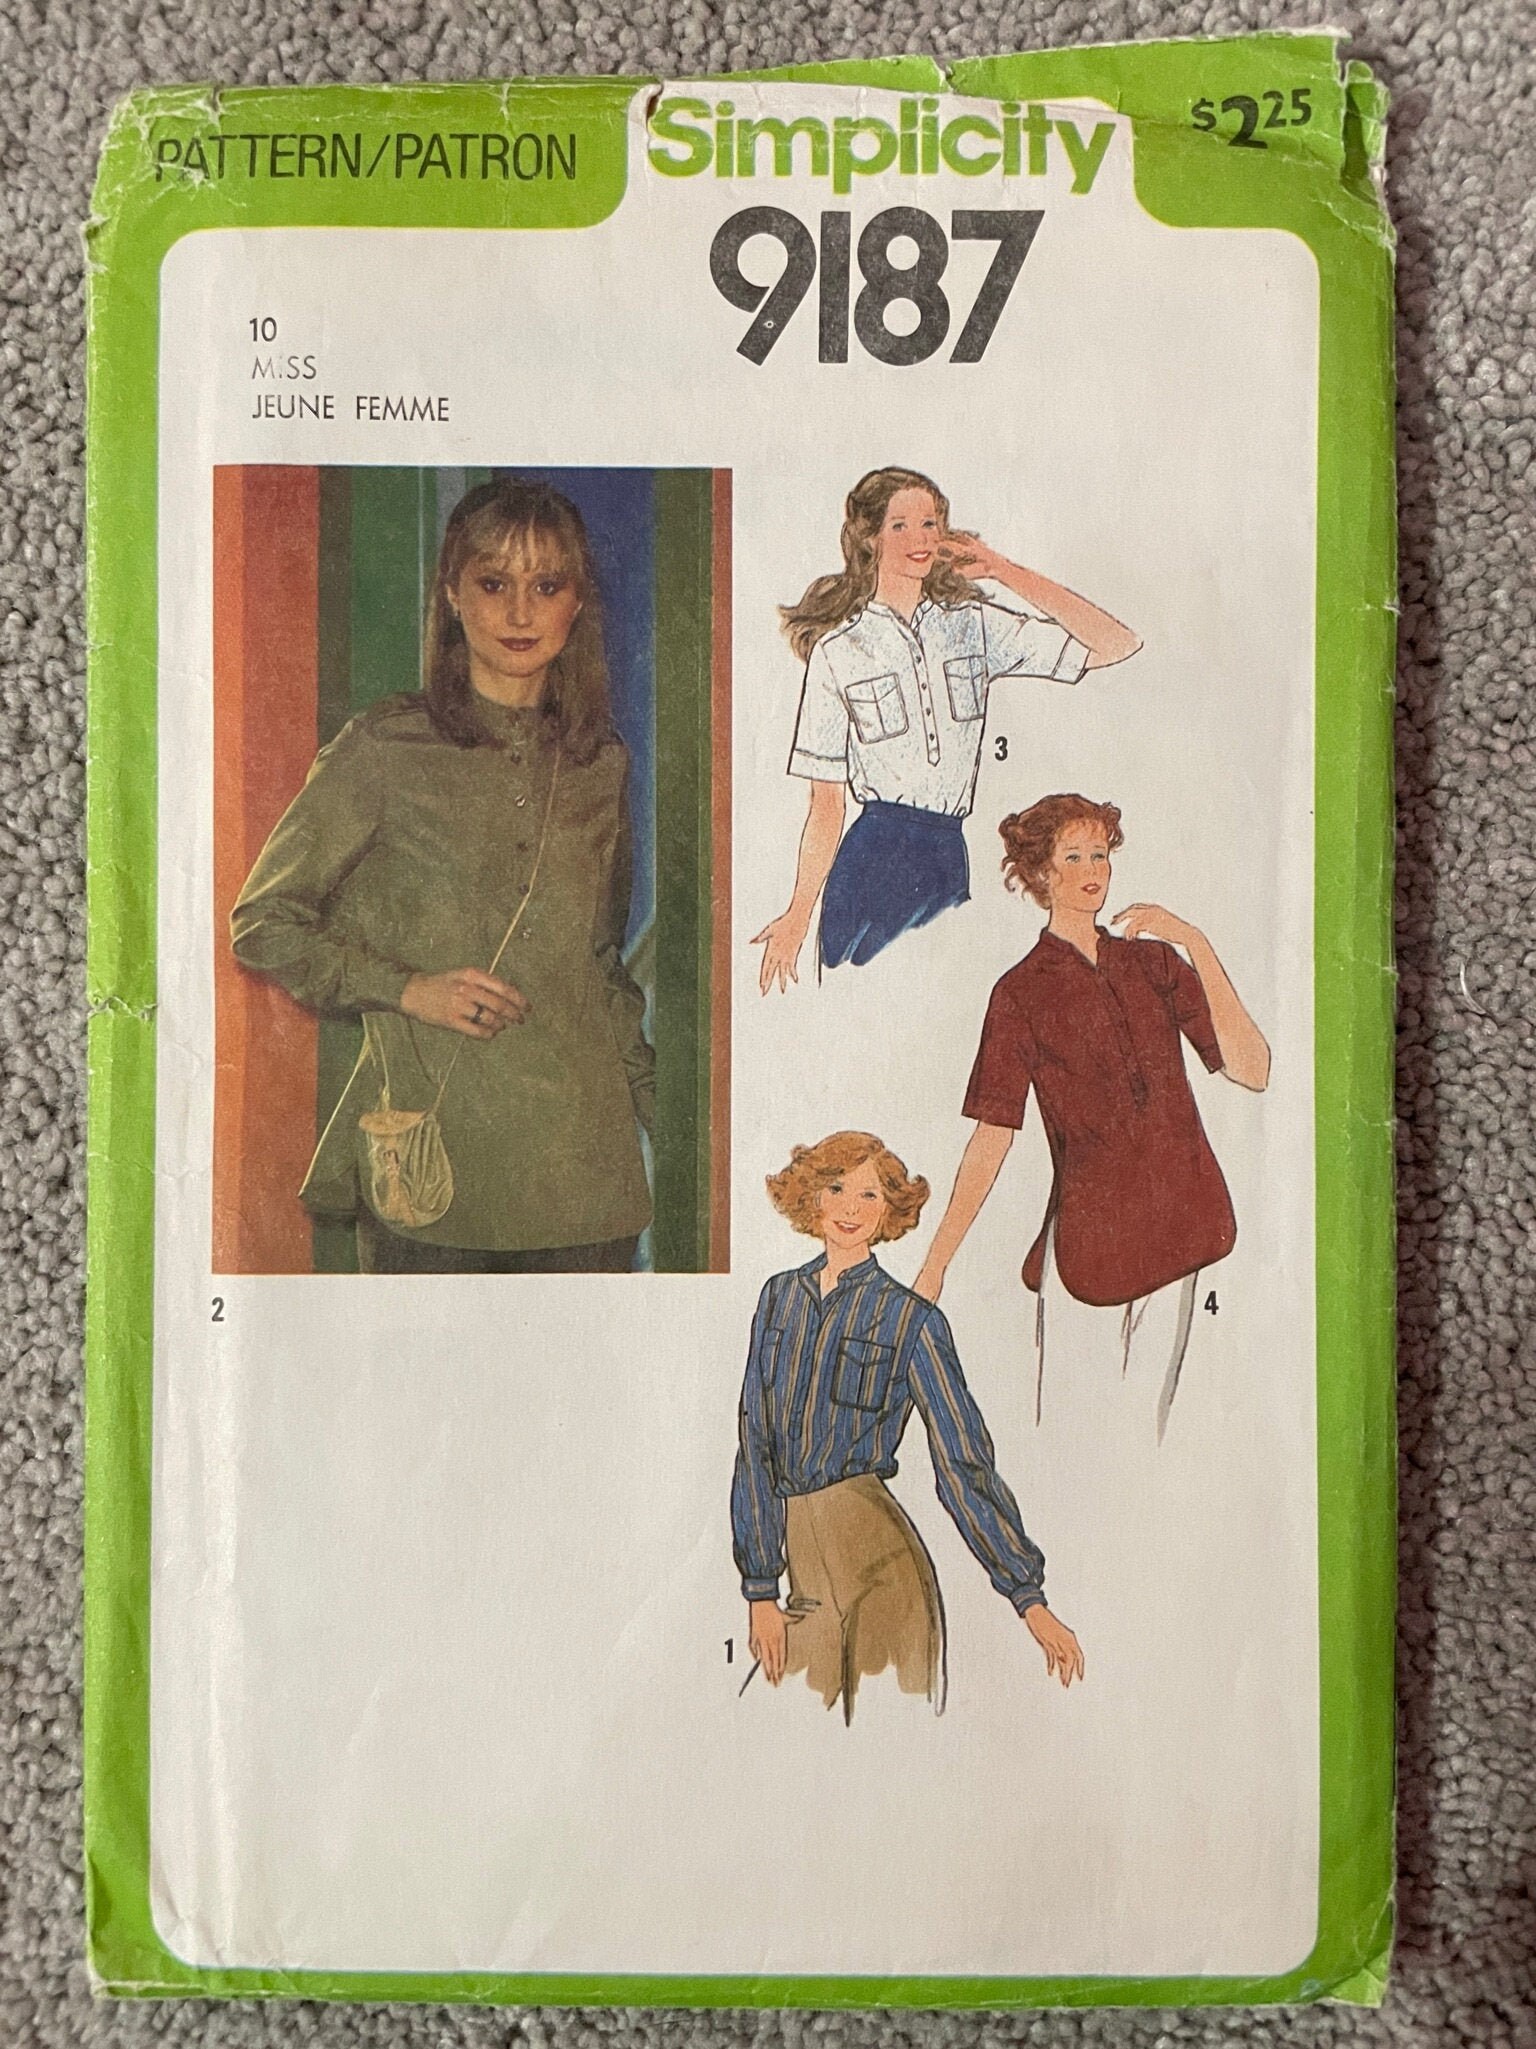 PATTERN/PATRON
Simplicity
$2.25
9187
10
MISS
JEUNE FEMME
3
4
2
1